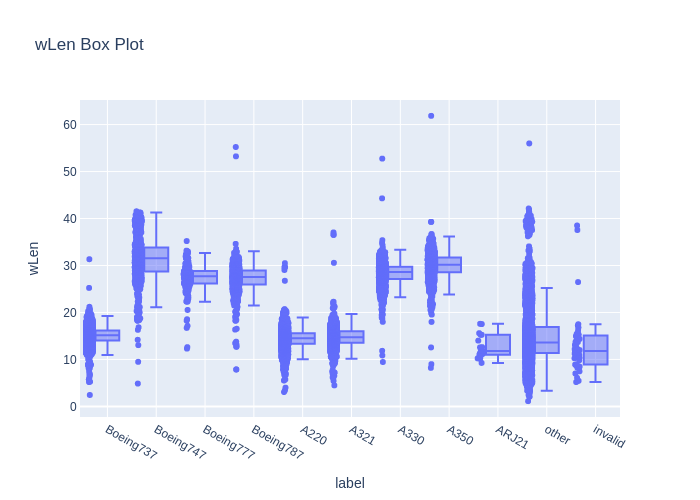 wLen Box Plot
60
50
40
30
20
10
0
wLen
Boeing737
Boeing747
Boeing777
Boeing787
A220
A321
A330
A350
ARJ21
other
invalid
label